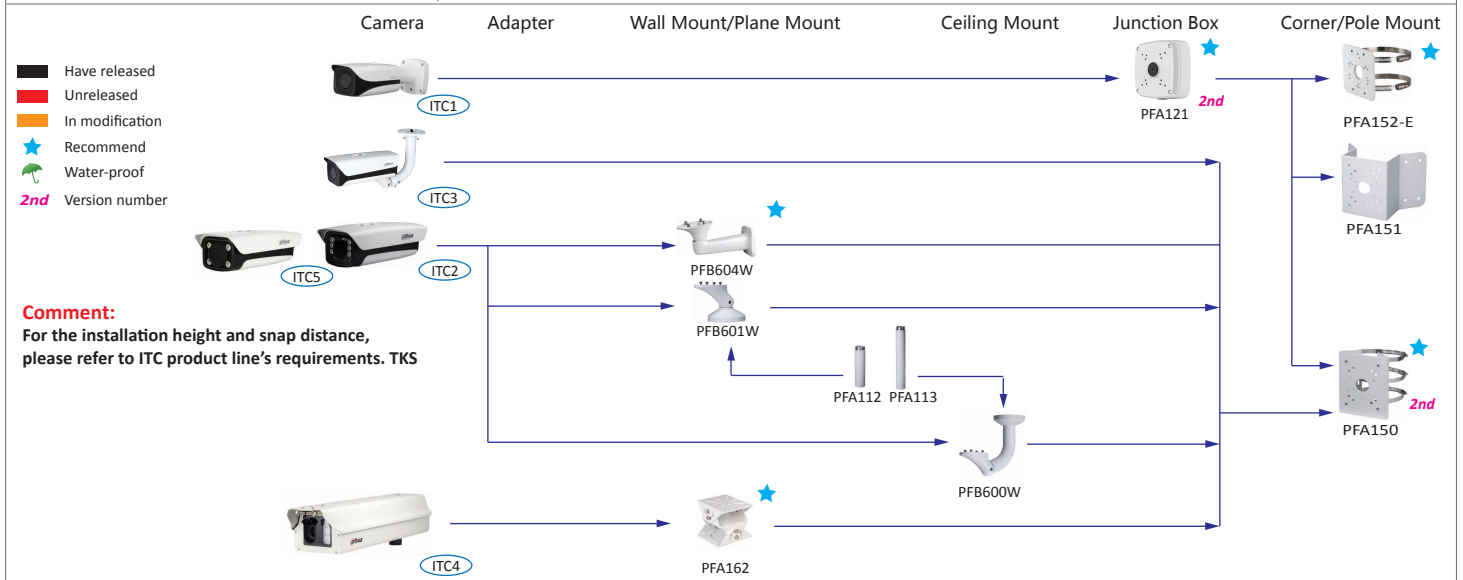 Camera Adapter Wall Mount/Plane Mount Ceiling Mount Junction Box Corner/Pole Mount
Have released
Unreleased
In modification
Recommend
Water-proof
2nd Version number
ITC1
2nd
PFA121
PFA152-E
ITC3
PFA151
ITC5
ITC2
PFB604W
Comment:
For the installation height and snap distance,
please refer to ITC product line's requirements. TKS
PFB601W
PFA112 PFA113
2nd
PFA150
PFB600W
alhua
ITC4
PFA162